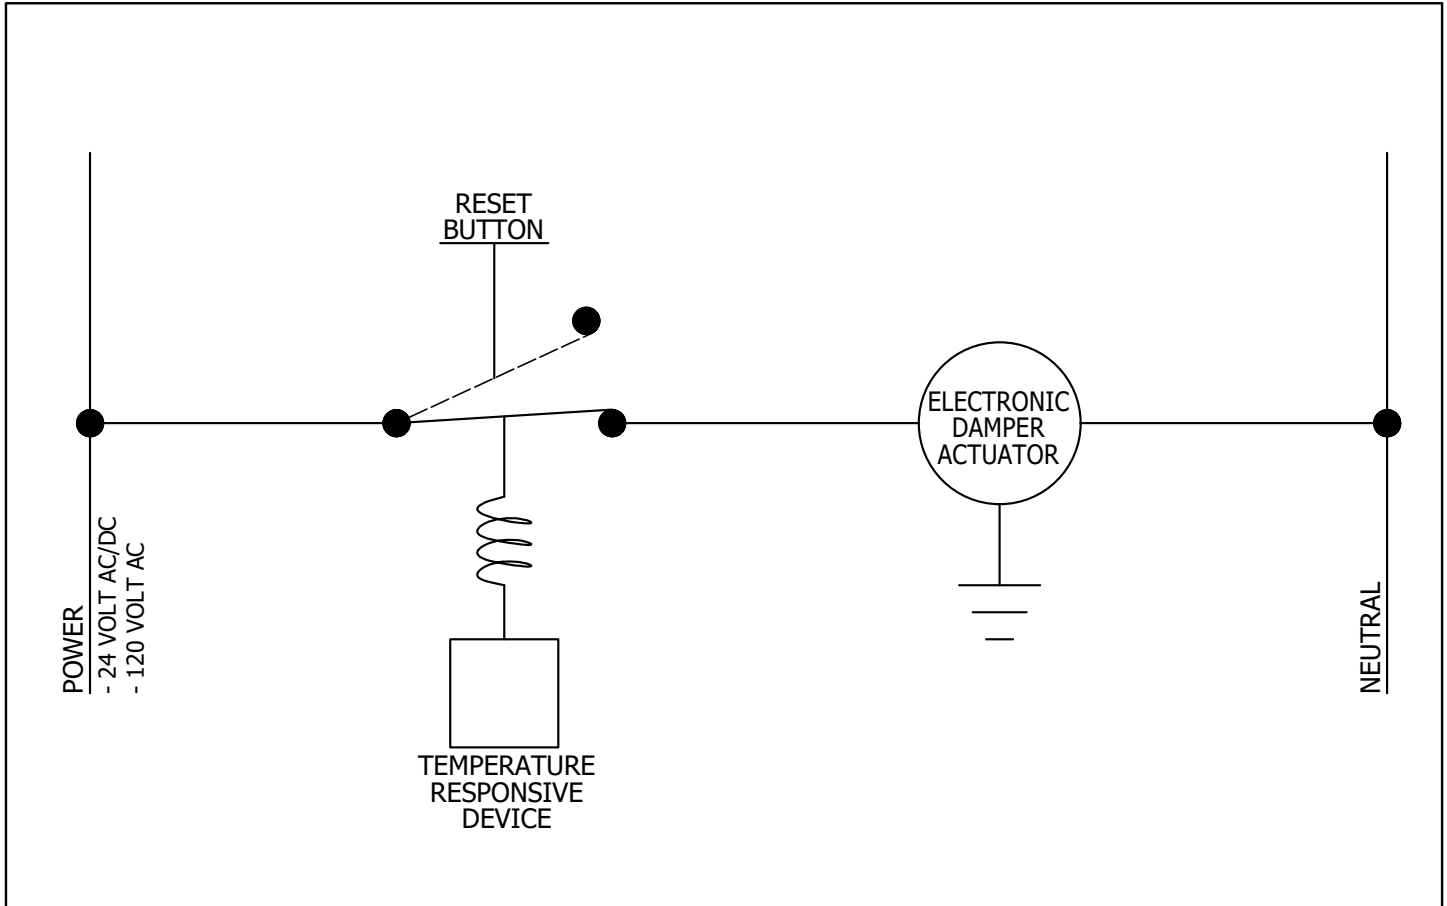 RESET
BUTTON
ELECTRONIC
DAMPER
ACTUATOR
POWER
- 24 VOLT AC/DC
- 120 VOLT AC
NEUTRAL
TEMPERATURE
RESPONSIVE
DEVICE